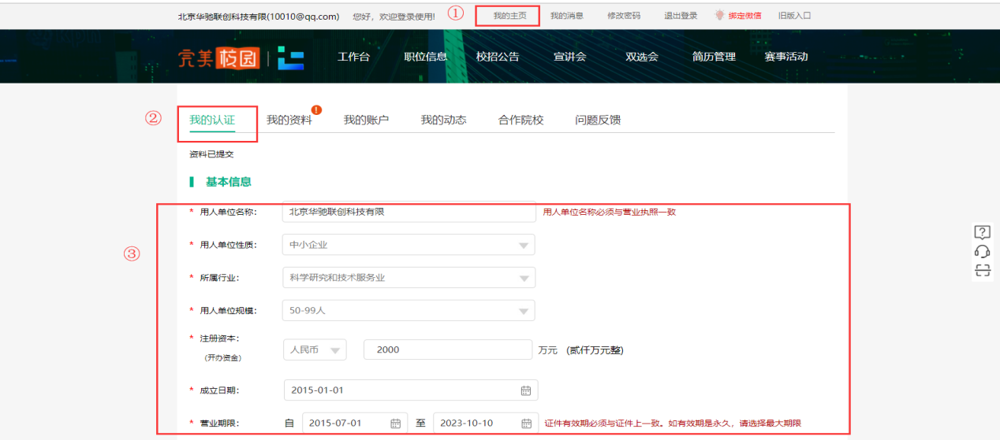 北京华驰联创科技有限(10010@qq.com) 您好，欢迎登录使用! ① 我的主页 我的消息 修改密码 退出登录 绑定微信 旧版入口
完美校园 工作台 职位信息 校招公告 宣讲会 双选会 简历管理 赛事活动
② 我的认证 我的资料 ! 我的账户 我的动态 合作院校 问题反馈
资料已提交
基本信息
* 用人单位名称: 北京华驰联创科技有限 用人单位名称必须与营业执照一致
* 用人单位性质: 中小企业
③
* 所属行业: 科学研究和技术服务业
* 用人单位规模: 50-99人
* 注册资本:
(开办资金)
人民币 2000 万元 (贰仟万元整)
* 成立日期: 2015-01-01
* 营业期限: 自 2015-07-01 至 2023-10-10 证件有效期必须与证件上一致。如有效期是永久，请选择最大期限